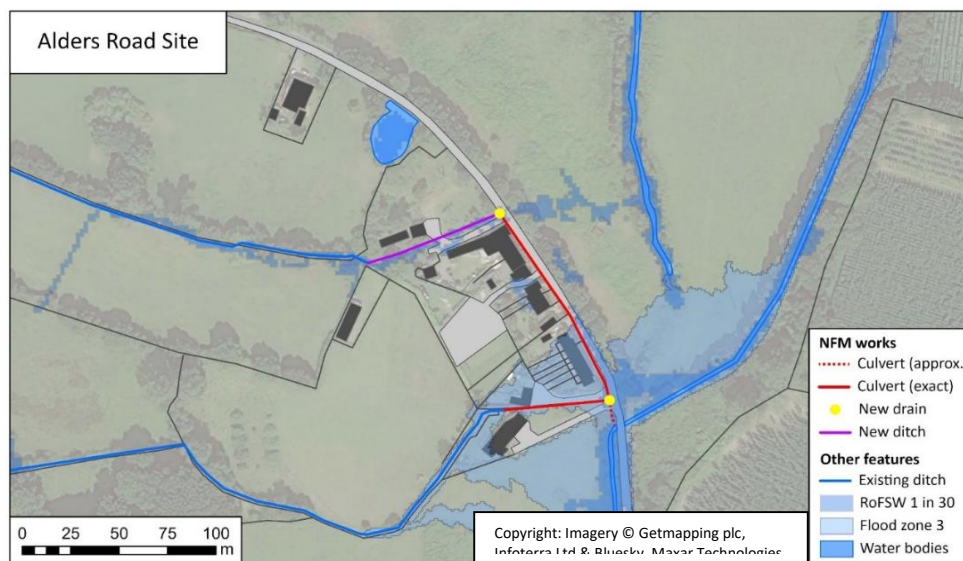 Alders Road Site
NFM works
Culvert (approx.
Culvert (exact)
New drain
New ditch
Other features
Existing ditch
RoFSW 1 in 30
Flood zone 3
Water bodies
0 25 50 75 100
m
Copyright: Imagery © Getmapping plc,
Infoterra Ltd & Bluesky, Maxar Technologies